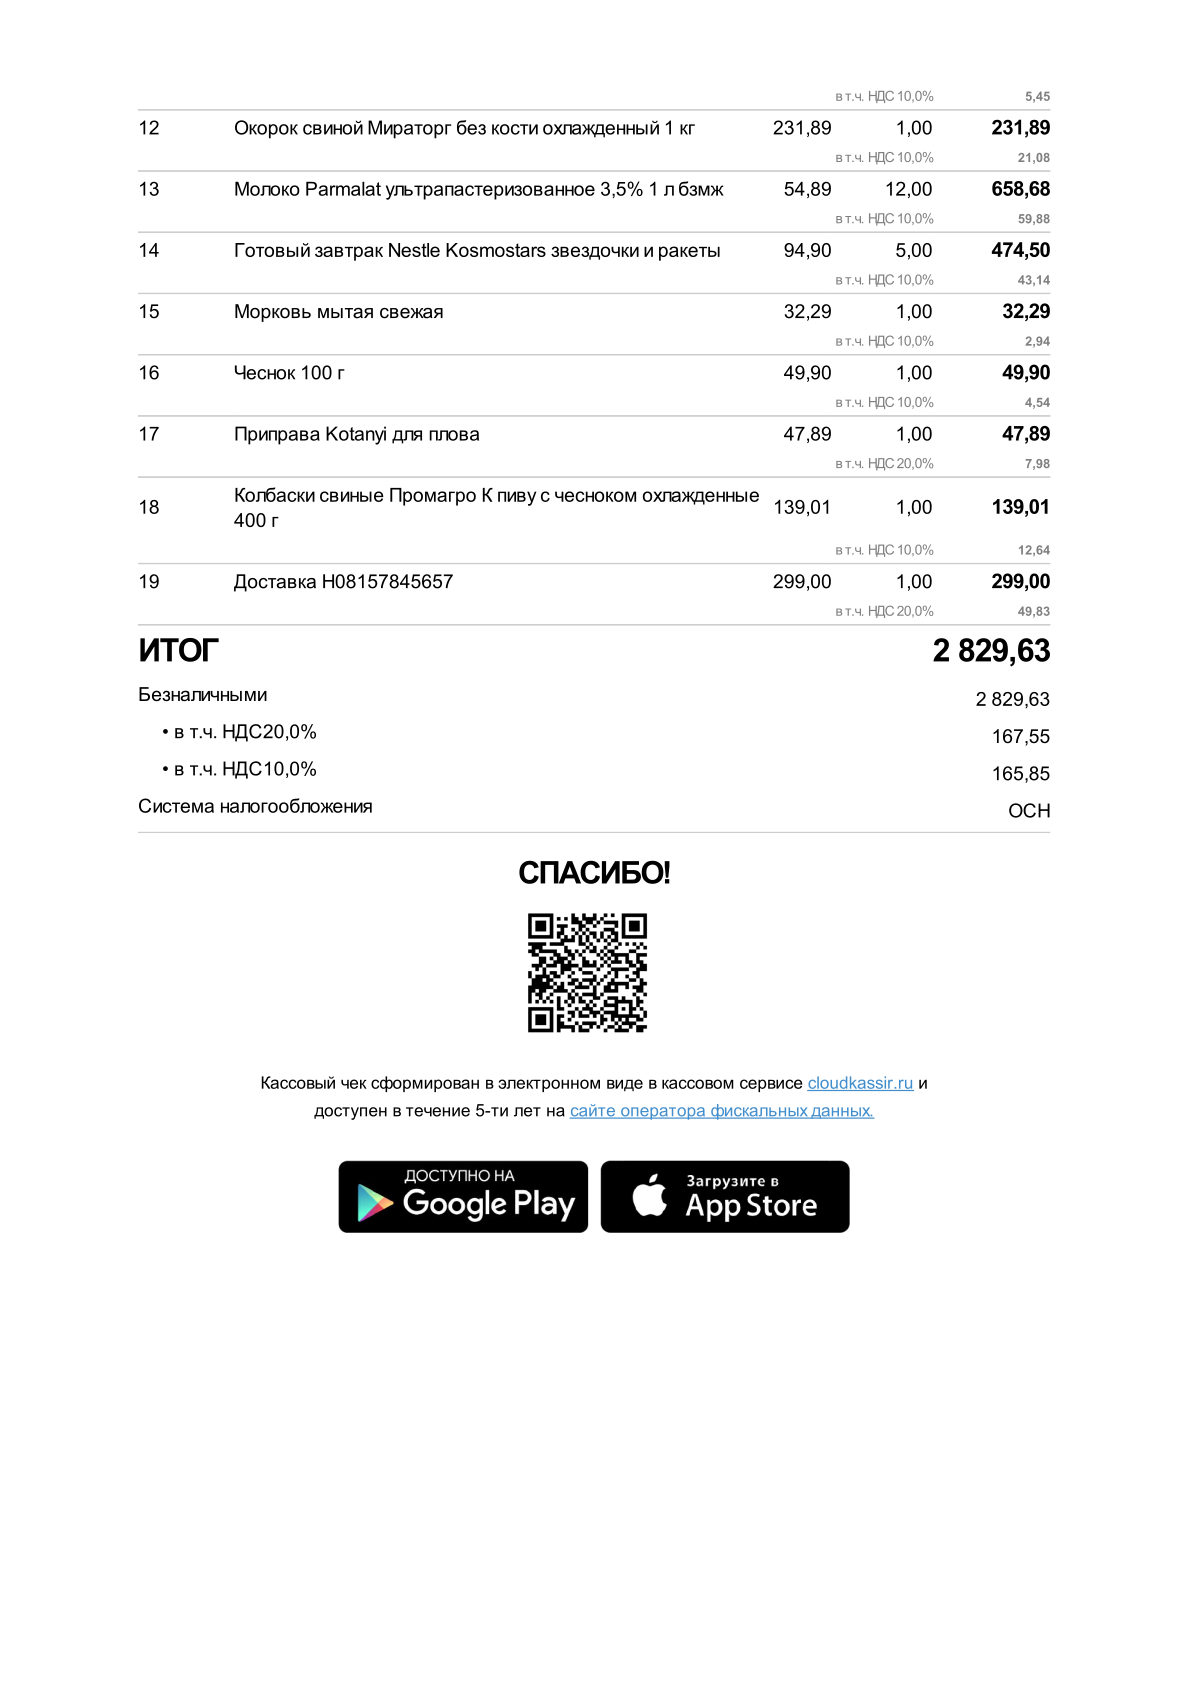 в т.ч. НДС 10,0% 5,45
12 Окорок свиной Мираторг без кости охлажденный 1 кг 231,89 1,00 231,89
в т.ч. НДС 10,0% 21,08
13 Молоко Parmalat ультрапастеризованное 3,5% 1 л бзмж 54,89 12,00 658,68
в т.ч. НДС 10,0% 59,88
14 Готовый завтрак Nestle Kosmostars звездочки и ракеты 94,90 5,00 474,50
в т.ч. НДС 10,0% 43,14
15 Морковь мытая свежая 32,29 1,00 32,29
в т.ч. НДС 10,0% 2,94
16 Чеснок 100 г 49,90 1,00 49,90
в т.ч. НДС 10,0% 4,54
17 Приправа Kotanyi для плова 47,89 1,00 47,89
в т.ч. НДС 20,0% 7,98
18 Колбаски свиные Промагро К пиву с чесноком охлажденные 139,01 1,00 139,01
400 г
в т.ч. НДС 10,0% 12,64
19 Доставка H08157845657 299,00 1,00 299,00
в т.ч. НДС 20,0% 49,83
ИТОГ 2 829,63
Безналичными 2 829,63
• в т.ч. НДС20,0% 167,55
• в т.ч. НДС10,0% 165,85
Система налогообложения ОСН
СПАСИБО!
Кассовый чек сформирован в электронном виде в кассовом сервисе cloudkassir.ru и
доступен в течение 5-ти лет на сайте оператора фискальных данных.
ДОСТУПНО НА
Google Play
Загрузите в
App Store